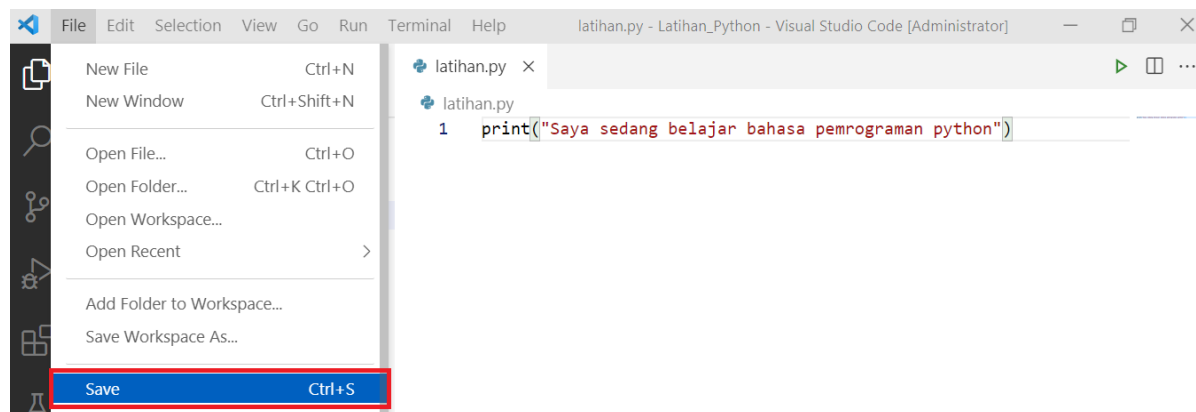 File Edit Selection View Go Run Terminal Help latihan.py - Latihan_Python - Visual Studio Code [Administrator]
New File Ctrl+N
New Window Ctrl+Shift+N
Open File... Ctrl+O
Open Folder... Ctrl+K Ctrl+O
Open Workspace...
Open Recent
Add Folder to Workspace...
Save Workspace As...
Save Ctrl+S
latihan.py
latihan.py
1 print("Saya sedang belajar bahasa pemrograman python")